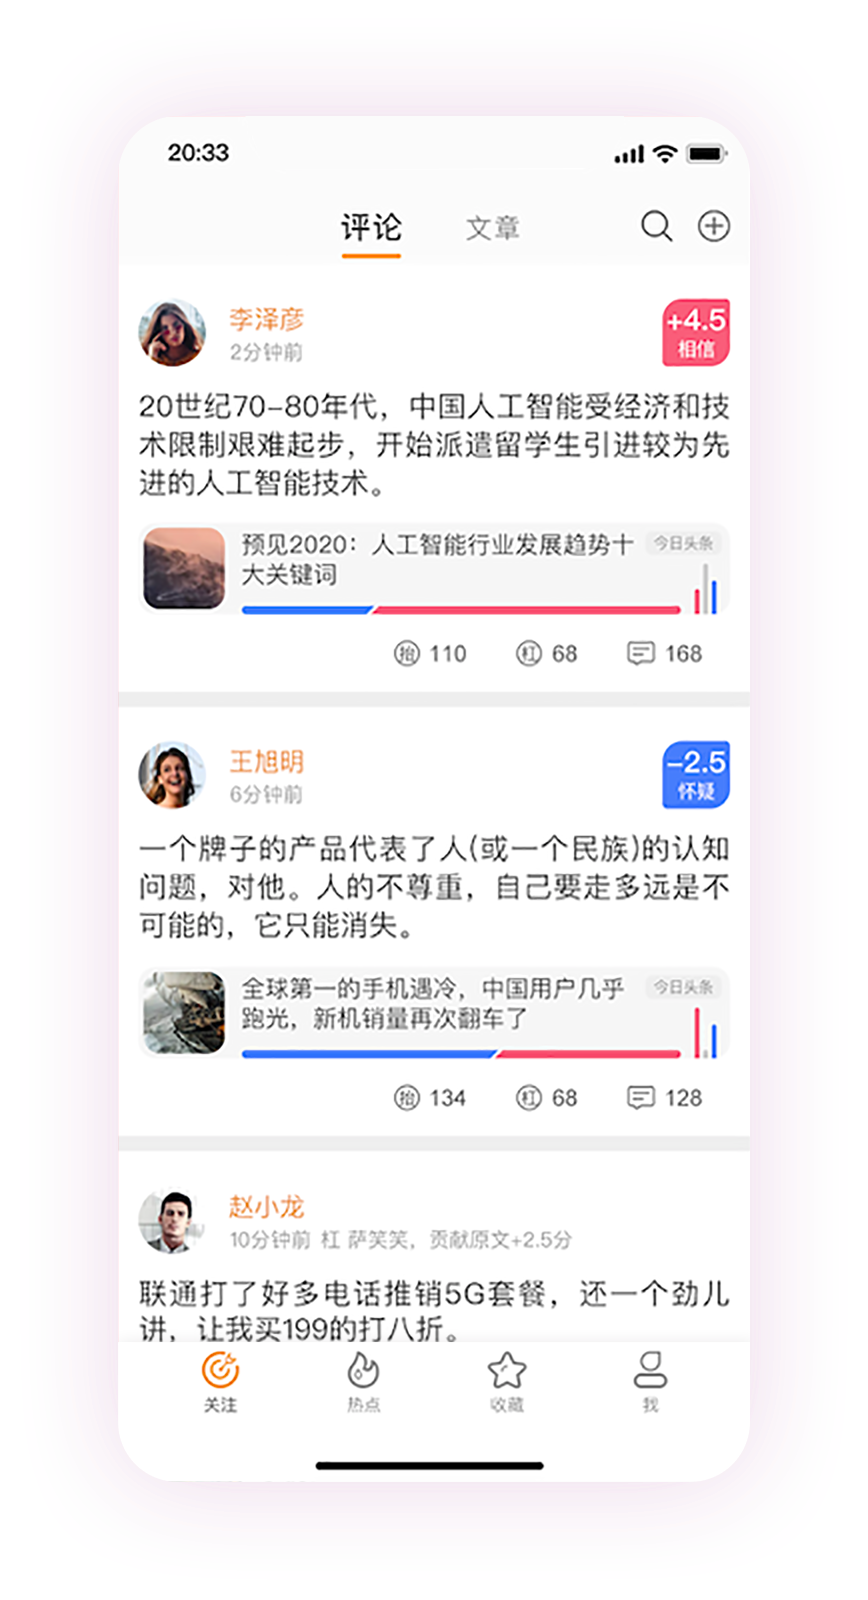 20:33
评论 文章
李泽彦
2分钟前
+4.5
相信
20世纪70-80年代，中国人工智能受经济和技
术限制艰难起步，开始派遣留学生引进较为先
进的人工智能技术。
预见2020：人工智能行业发展趋势十
大关键词
今日头条
抬 110 杠 68 168
王旭明
6分钟前
-2.5
怀疑
一个牌子的产品代表了人(或一个民族)的认知
问题，对他。人的不尊重，自己要走多远是不
可能的，它只能消失。
全球第一的手机遇冷，中国用户几乎
跑光，新机销量再次翻车了
今日头条
抬 134 杠 68 128
赵小龙
10分钟前 杠 萨笑笑，贡献原文+2.5分
联通打了好多电话推销5G套餐，还一个劲儿
讲，让我买199的打八折。
关注 热点 收藏 我